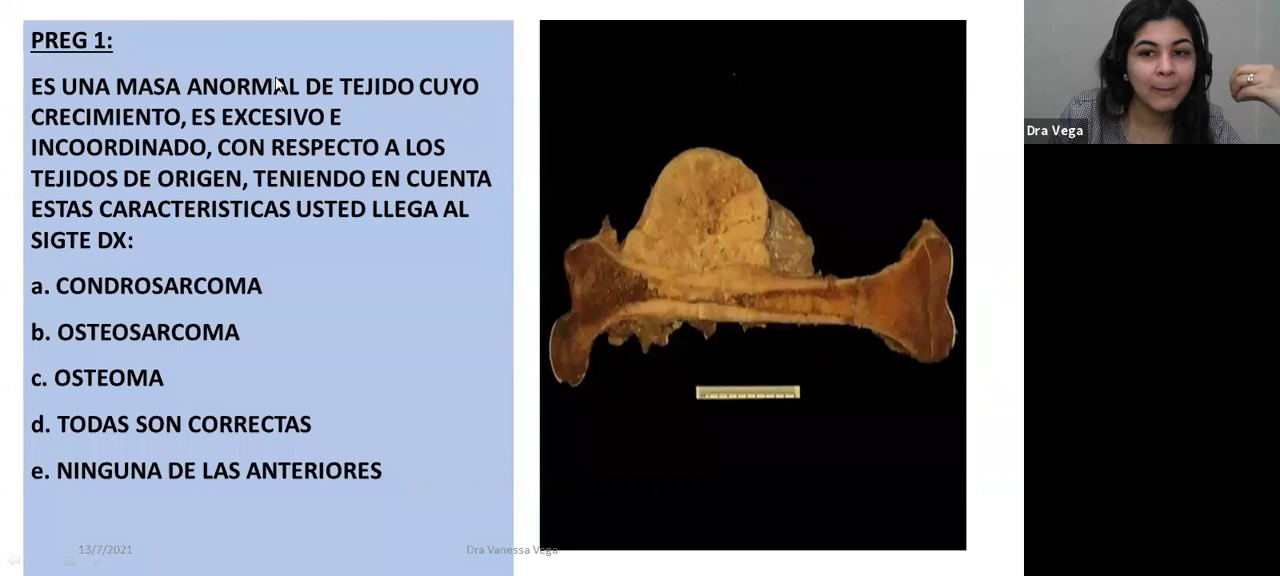 PREG 1:
ES UNA MASA ANORMAL DE TEJIDO CUYO
CRECIMIENTO, ES EXCESIVO E
INCOORDINADO, CON RESPECTO A LOS
TEJIDOS DE ORIGEN, TENIENDO EN CUENTA
ESTAS CARACTERISTICAS USTED LLEGA AL
SIGTE DX:
a. CONDROSARCOMA
b. OSTEOSARCOMA
c. OSTEOMA
d. TODAS SON CORRECTAS
e. NINGUNA DE LAS ANTERIORES
13/7/2021
Dra Vanessa Vega
Dra Vega